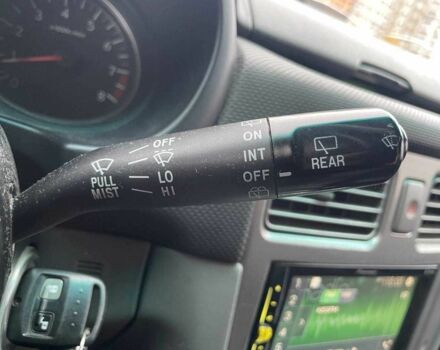 OFF
LO
HI
PULL
MIST
ON
INT
OFF
REAR